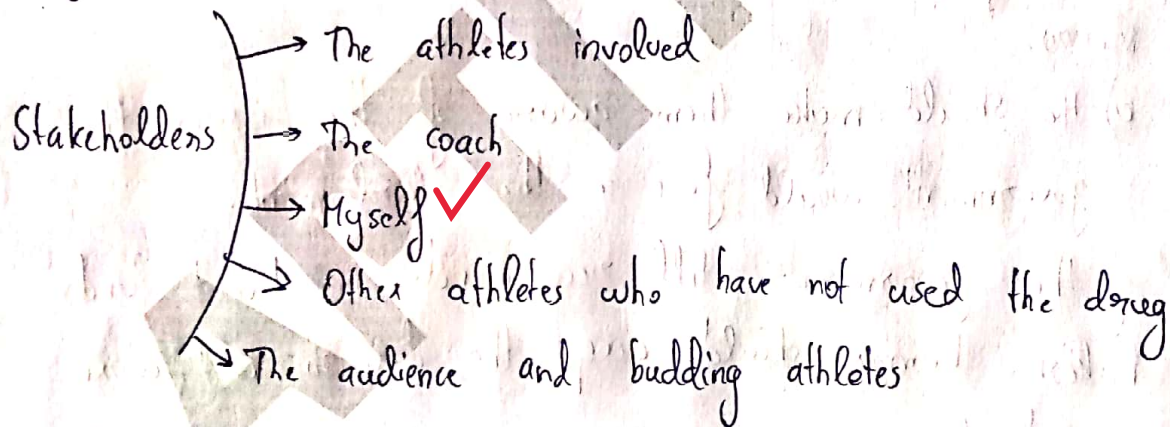 The athletes involved
Stakeholders
The coach
Myself
Other athletes who have not used the drug
The audience and budding athletes